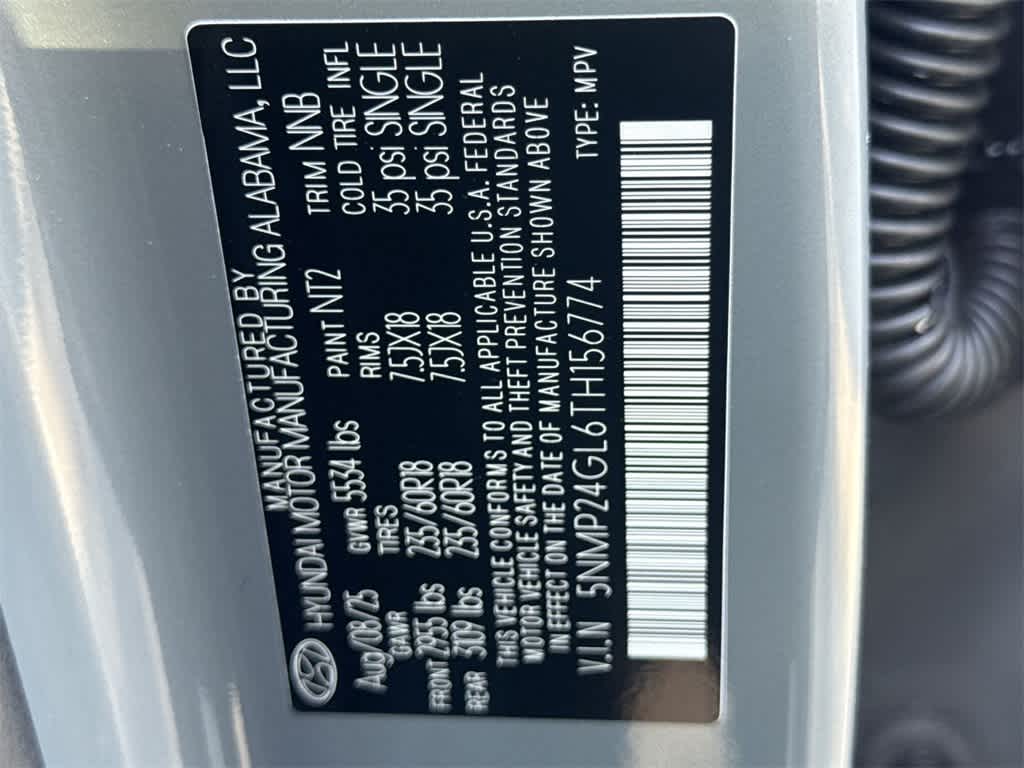 MANUFACTURED BY
HYUNDAI MOTOR MANUFACTURING ALABAMA, LLC
Aug/08/25 GVWR 5534 lbs PAINT NT2 TRIM NNB
GAWR TIRES RIMS COLD TIRE INFL
FRONT 2955 lbs 235/60R18 7.5JX18 35 psi SINGLE
REAR 3109 lbs 235/60R18 7.5JX18 35 psi SINGLE
THIS VEHICLE CONFORMS TO ALL APPLICABLE U.S.A. FEDERAL
MOTOR VEHICLE SAFETY AND THEFT PREVENTION STANDARDS
IN EFFECT ON THE DATE OF MANUFACTURE SHOWN ABOVE
V.I.N 5NMP24GL6TH156774 TYPE: MPV